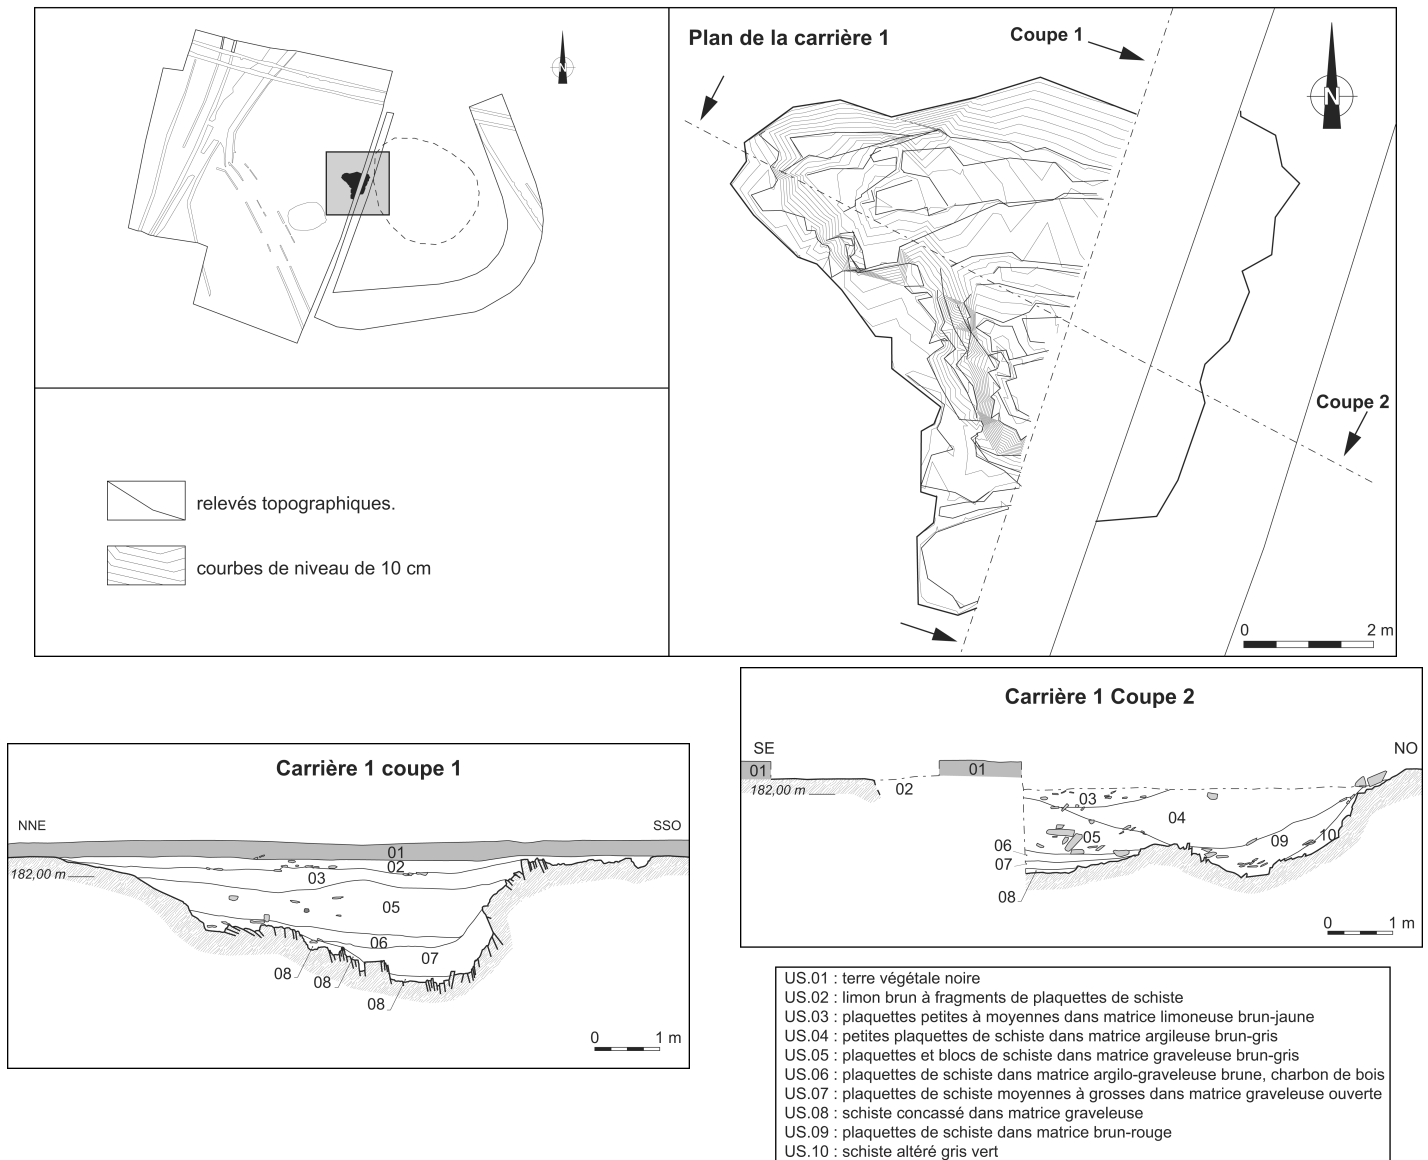 N
relevés topographiques.
courbes de niveau de 10 cm
Plan de la carrière 1
Coupe 1
N
Coupe 2
0 2 m
Carrière 1 coupe 1
NNE SSO
01
02
182,00 m
03
05
06
07
08
08
08
0 1 m
Carrière 1 Coupe 2
SE NO
01 01
182,00 m 02
03
04
05
06 09 10
07
08
0 1 m
US.01 : terre végétale noire
US.02 : limon brun à fragments de plaquettes de schiste
US.03 : plaquettes petites à moyennes dans matrice limoneuse brun-jaune
US.04 : petites plaquettes de schiste dans matrice argileuse brun-gris
US.05 : plaquettes et blocs de schiste dans matrice graveleuse brun-gris
US.06 : plaquettes de schiste dans matrice argilo-graveleuse brune, charbon de bois
US.07 : plaquettes de schiste moyennes à grosses dans matrice graveleuse ouverte
US.08 : schiste concassé dans matrice graveleuse
US.09 : plaquettes de schiste dans matrice brun-rouge
US.10 : schiste altéré gris vert